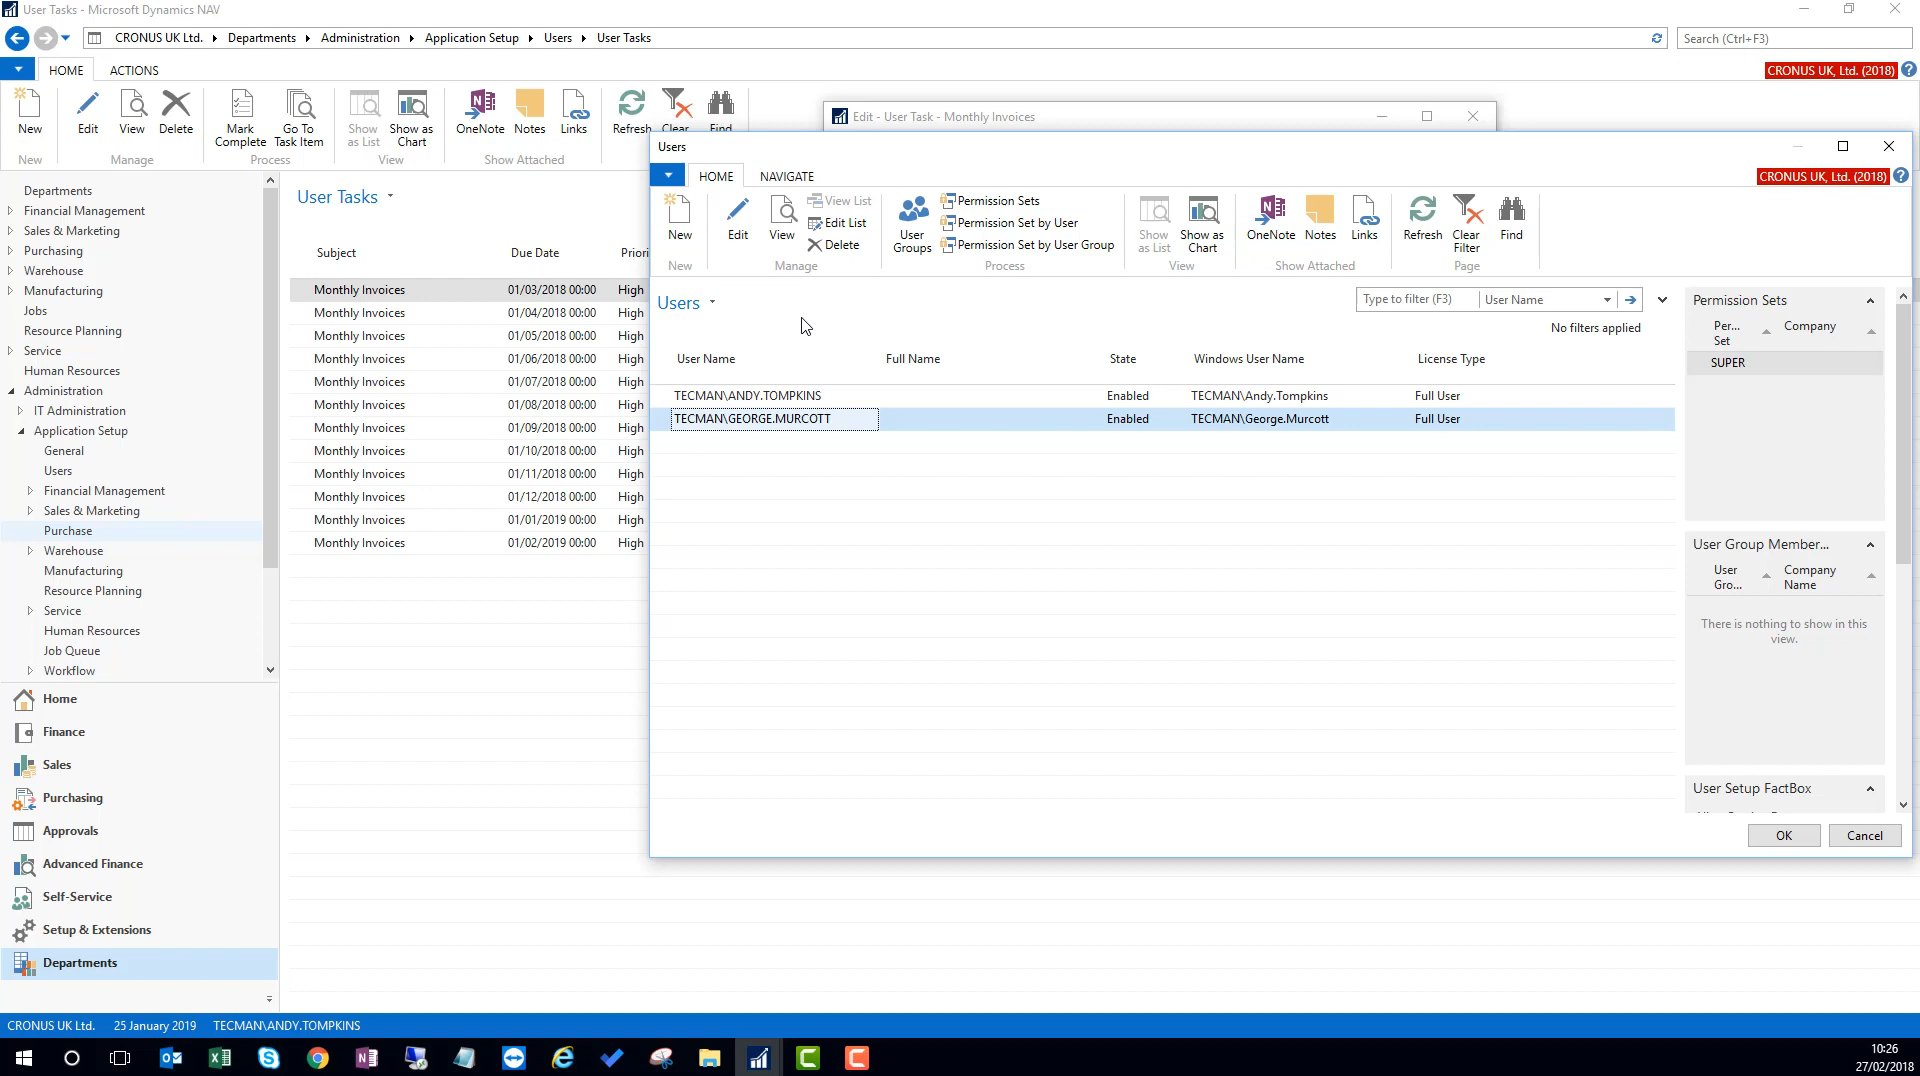 User Tasks - Microsoft Dynamics NAV
CRONUS UK Ltd. Departments Administration Application Setup Users User Tasks
Search (Ctrl+F3)
HOME ACTIONS
CRONUS UK, Ltd. (2018)
New
Edit
View
Delete
Mark Complete
Go To Task Item
Show as List
Show as Chart
OneNote
Notes
Links
Refresh
Clear
Find
New
Manage
Process
View
Show Attached
Departments
Financial Management
Sales & Marketing
Purchasing
Warehouse
Manufacturing
Jobs
Resource Planning
Service
Human Resources
Administration
IT Administration
Application Setup
General
Users
Financial Management
Sales & Marketing
Purchase
Warehouse
Manufacturing
Resource Planning
Service
Human Resources
Job Queue
Workflow
Home
Finance
Sales
Purchasing
Approvals
Advanced Finance
Self-Service
Setup & Extensions
Departments
User Tasks
Subject Due Date
Monthly Invoices 01/03/2018 00:00 High
Monthly Invoices 01/04/2018 00:00 High
Monthly Invoices 01/05/2018 00:00 High
Monthly Invoices 01/06/2018 00:00 High
Monthly Invoices 01/07/2018 00:00 High
Monthly Invoices 01/08/2018 00:00 High
Monthly Invoices 01/09/2018 00:00 High
Monthly Invoices 01/10/2018 00:00 High
Monthly Invoices 01/11/2018 00:00 High
Monthly Invoices 01/12/2018 00:00 High
Monthly Invoices 01/01/2019 00:00 High
Monthly Invoices 01/02/2019 00:00 High
Edit - User Task - Monthly Invoices
Users
HOME NAVIGATE
CRONUS UK, Ltd. (2018)
New
Edit
View
View List
Edit List
Delete
User Groups
Permission Sets
Permission Set by User
Permission Set by User Group
Show as List
Show as Chart
OneNote
Notes
Links
Refresh
Clear Filter
Find
New
Manage
Process
View
Show Attached
Page
Users
Type to filter (F3) User Name
No filters applied
User Name Full Name State Windows User Name License Type
TECMAN\ANDY.TOMPKINS Enabled TECMAN\Andy.Tompkins Full User
TECMAN\GEORGE.MURCOTT Enabled TECMAN\George.Murcott Full User
Permission Sets
Per... Set Company
SUPER
User Group Member...
User Gro... Company Name
There is nothing to show in this view.
User Setup FactBox
OK Cancel
CRONUS UK Ltd. 25 January 2019 TECMAN\ANDY.TOMPKINS
10:26
27/02/2018